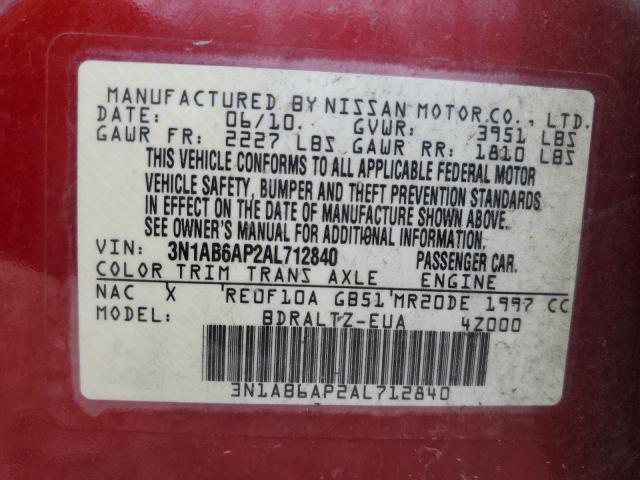 MANUFACTURED BY NISSAN MOTOR CO., LTD.
DATE: 06/10. GVWR: 3951 LBS
GAWR FR: 2227 LBS GAWR RR: 1810 LBS
THIS VEHICLE CONFORMS TO ALL APPLICABLE FEDERAL MOTOR
VEHICLE SAFETY, BUMPER AND THEFT PREVENTION STANDARDS
IN EFFECT ON THE DATE OF MANUFACTURE SHOWN ABOVE.
SEE OWNER'S MANUAL FOR ADDITIONAL INFORMATION.
VIN: 3N1AB6AP2AL712840 PASSENGER CAR.
COLOR TRIM TRANS AXLE ENGINE
NAC X RE0F10A GB51 MR20DE 1997 CC
MODEL: BDRALTZ-EUA 4Z000
3N1AB6AP2AL712840